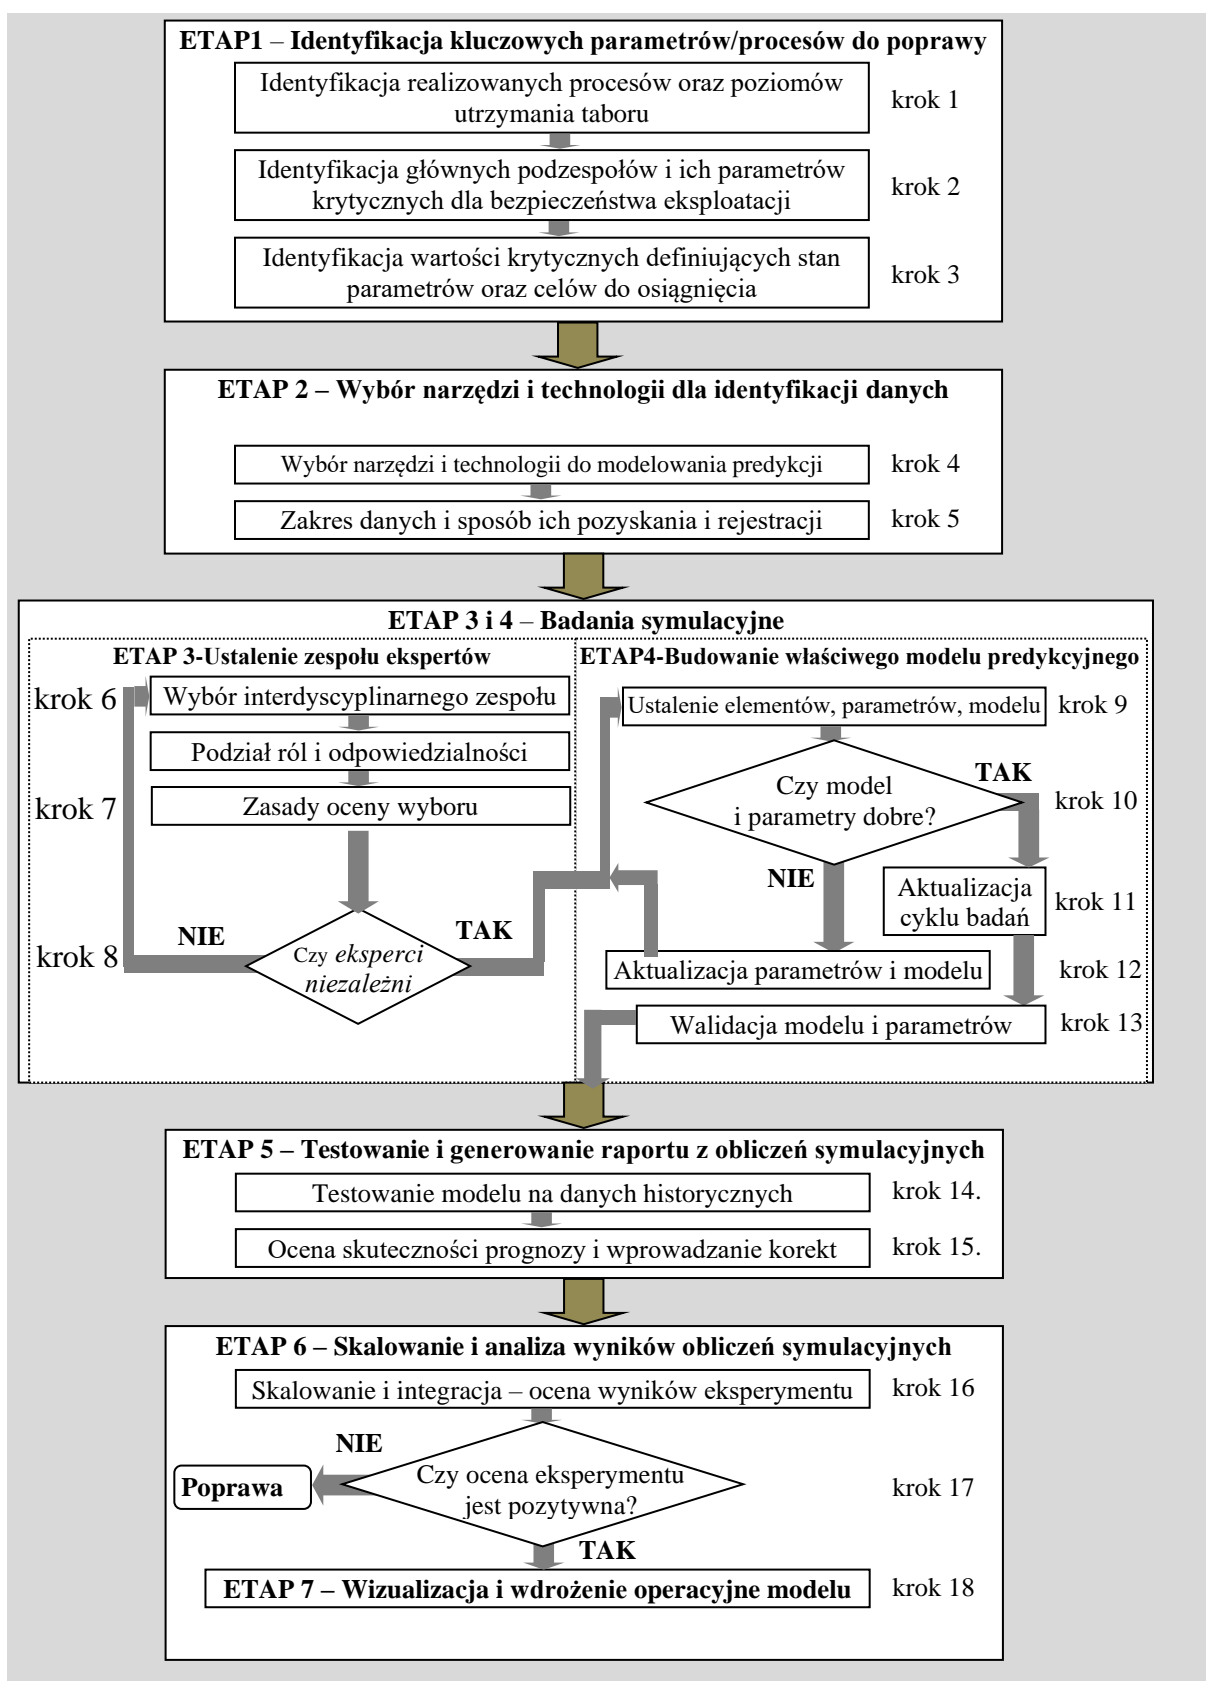 ETAP1 – Identyfikacja kluczowych parametrów/procesów do poprawy
Identyfikacja realizowanych procesów oraz poziomów
utrzymania taboru
krok 1
Identyfikacja głównych podzespołów i ich parametrów
krytycznych dla bezpieczeństwa eksploatacji
krok 2
Identyfikacja wartości krytycznych definiujących stan
parametrów oraz celów do osiągnięcia
krok 3
ETAP 2 – Wybór narzędzi i technologii dla identyfikacji danych
Wybór narzędzi i technologii do modelowania predykcji
krok 4
Zakres danych i sposób ich pozyskania i rejestracji
krok 5
ETAP 3 i 4 – Badania symulacyjne
ETAP 3-Ustalenie zespołu ekspertów
krok 6
Wybór interdyscyplinarnego zespołu
Podział ról i odpowiedzialności
krok 7
Zasady oceny wyboru
NIE
TAK
krok 8
Czy eksperci
niezależni
ETAP4-Budowanie właściwego modelu predykcyjnego
Ustalenie elementów, parametrów, modelu
krok 9
TAK
Czy model
i parametry dobre?
krok 10
NIE
Aktualizacja
cyklu badań
krok 11
Aktualizacja parametrów i modelu
krok 12
Walidacja modelu i parametrów
krok 13
ETAP 5 – Testowanie i generowanie raportu z obliczeń symulacyjnych
Testowanie modelu na danych historycznych
krok 14.
Ocena skuteczności prognozy i wprowadzanie korekt
krok 15.
ETAP 6 – Skalowanie i analiza wyników obliczeń symulacyjnych
Skalowanie i integracja – ocena wyników eksperymentu
krok 16
NIE
Poprawa
Czy ocena eksperymentu
jest pozytywna?
krok 17
TAK
ETAP 7 – Wizualizacja i wdrożenie operacyjne modelu
krok 18